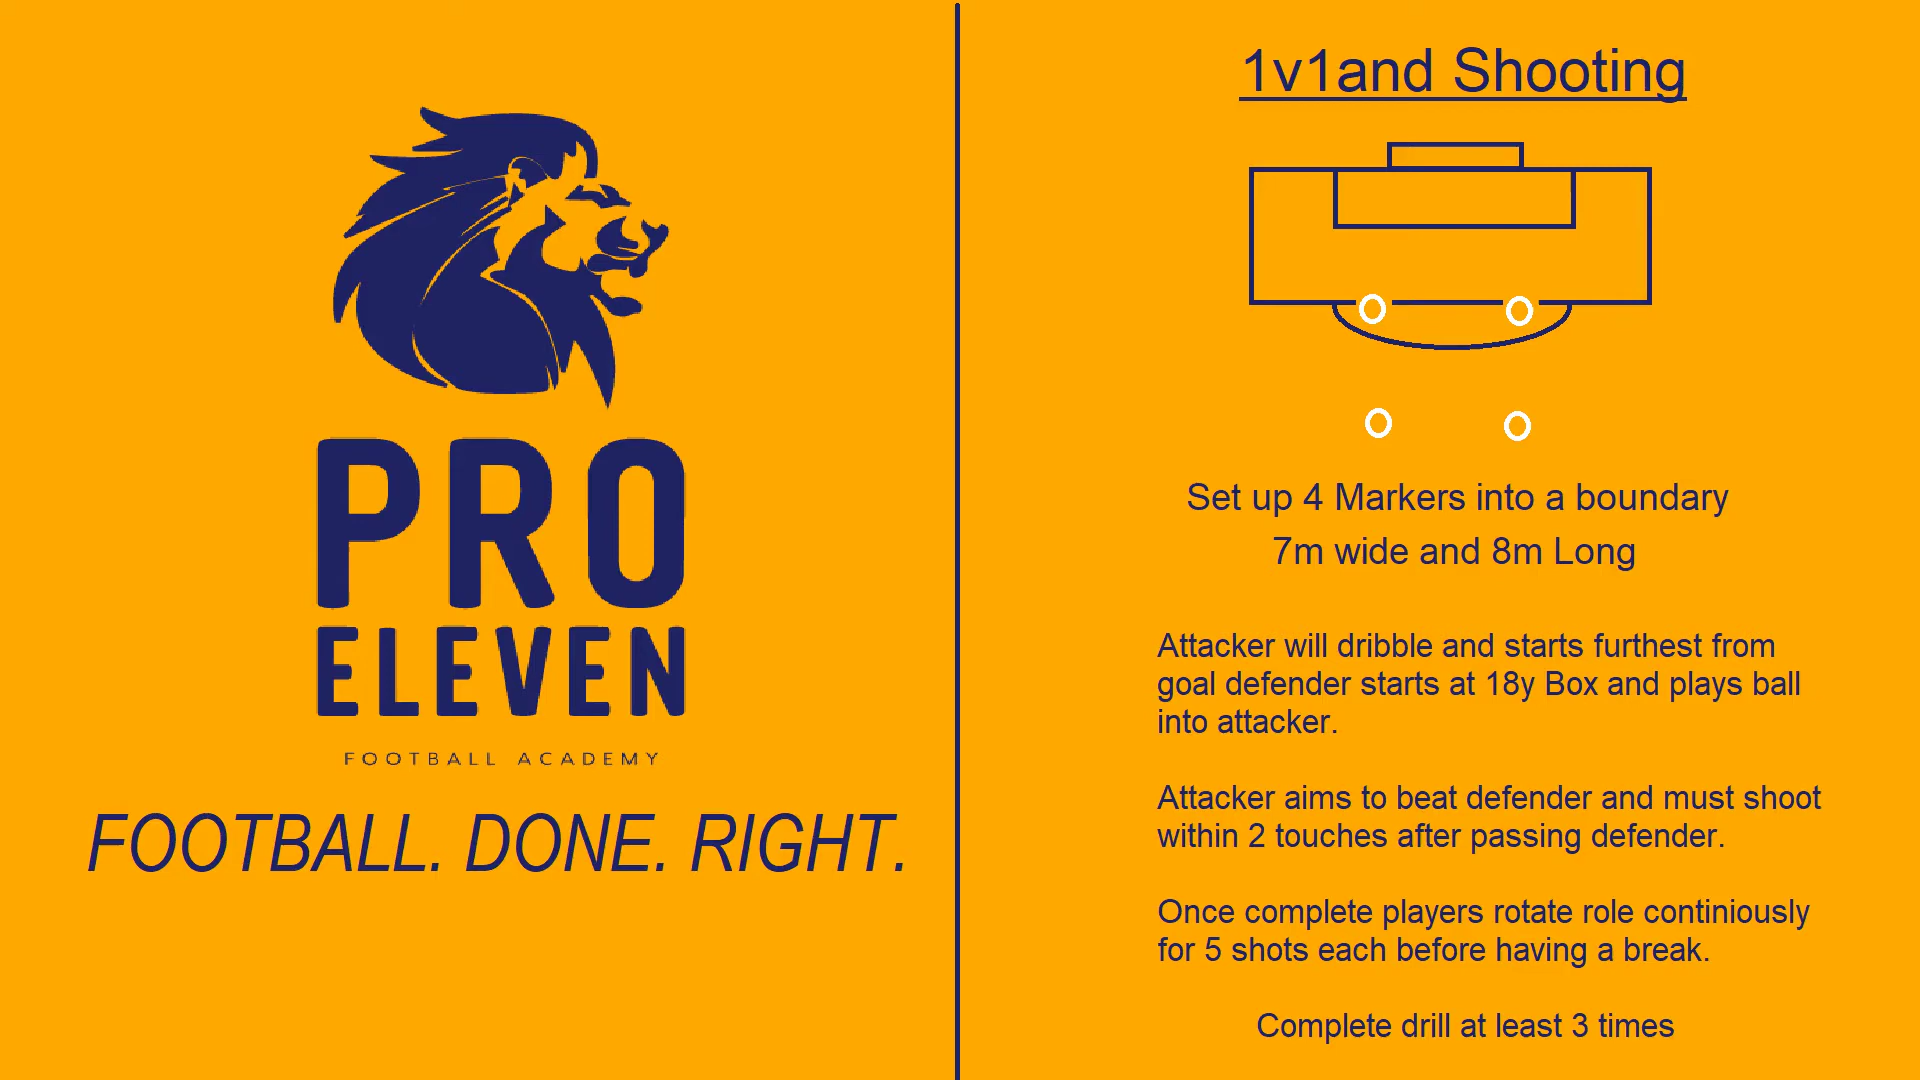 PRO
ELEVEN
FOOTBALL ACADEMY
FOOTBALL. DONE. RIGHT.
1v1and Shooting
Set up 4 Markers into a boundary
7m wide and 8m Long
Attacker will dribble and starts furthest from
goal defender starts at 18y Box and plays ball
into attacker.
Attacker aims to beat defender and must shoot
within 2 touches after passing defender.
Once complete players rotate role continiously
for 5 shots each before having a break.
Complete drill at least 3 times